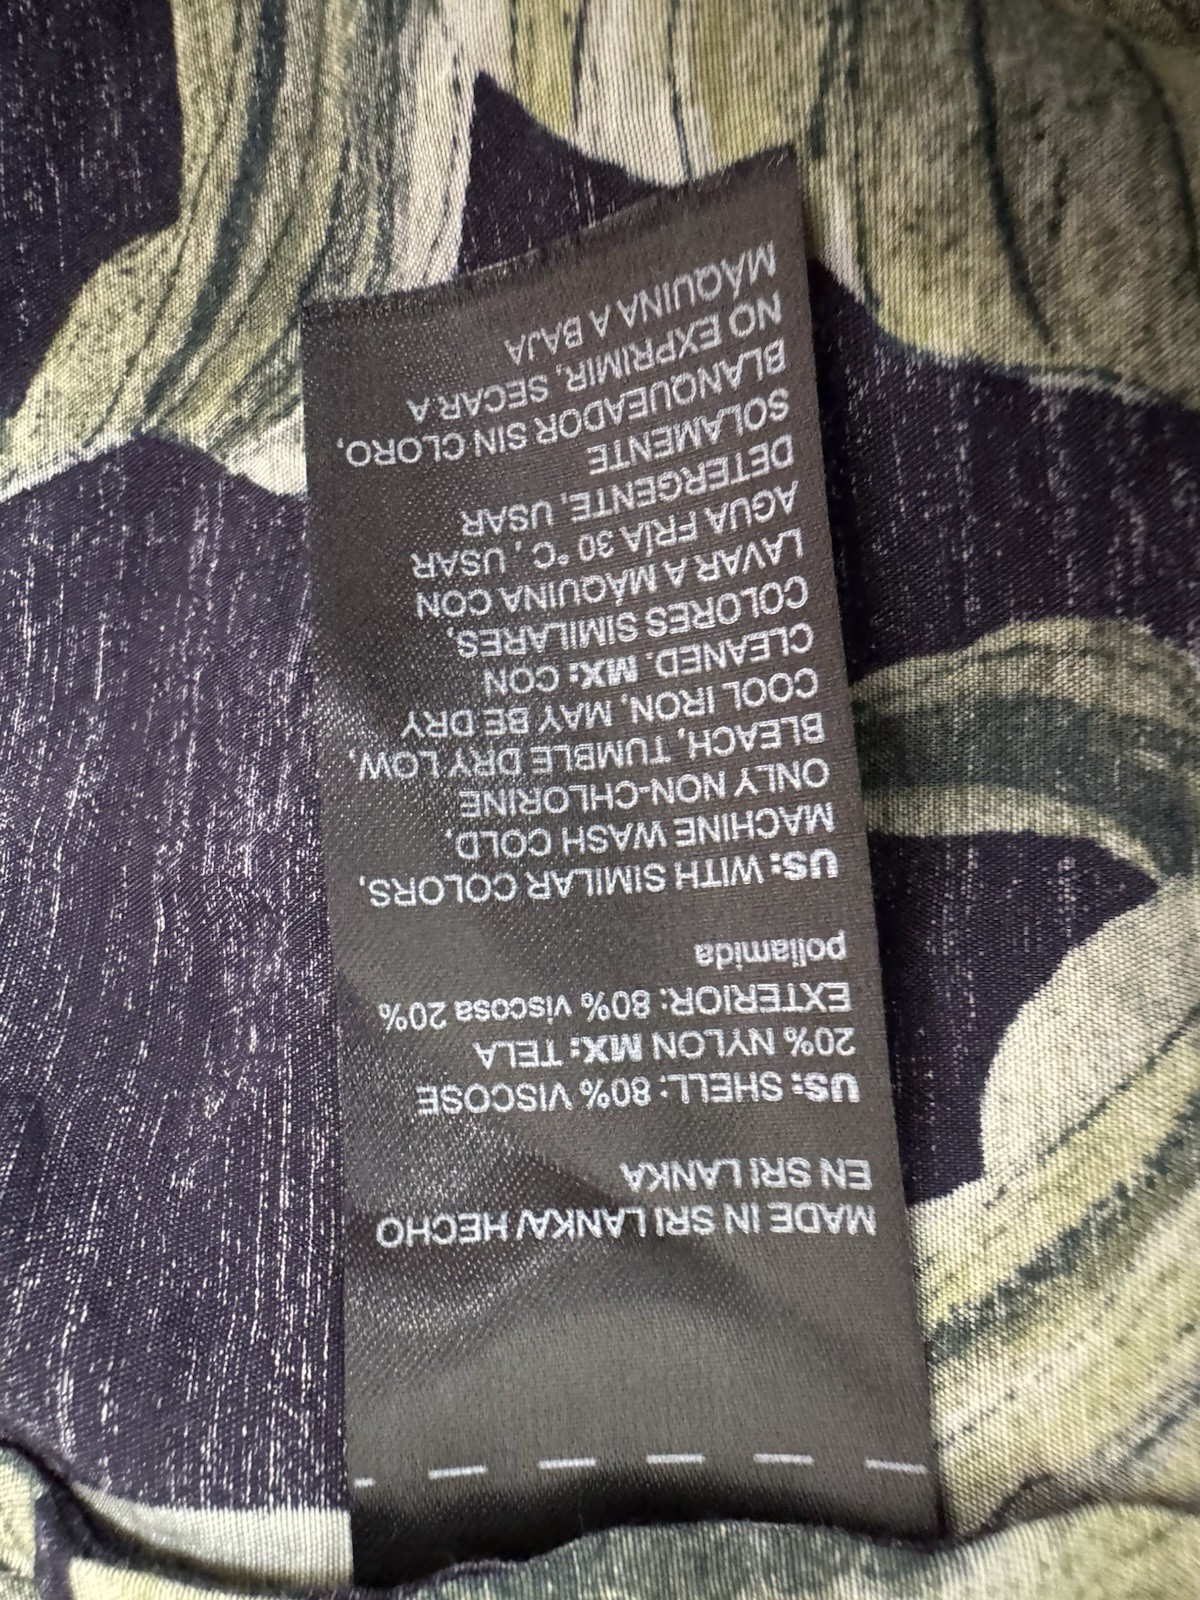 MADE IN SRI LANKA/ HECHO
EN SRI LANKA
US: SHELL: 80% VISCOSE
20% NYLON MX: TELA
EXTERIOR: 80% viscosa 20%
poliamida
US: WITH SIMILAR COLORS,
MACHINE WASH COLD,
ONLY NON-CHLORINE
BLEACH, TUMBLE DRY LOW,
COOL IRON, MAY BE DRY
CLEANED. MX: CON
COLORES SIMILARES,
LAVAR A MÁQUINA CON
AGUA FRÍA 30 °C, USAR
DETERGENTE, USAR
SOLAMENTE
BLANQUEADOR SIN CLORO,
NO EXPRIMIR, SECAR A
MÁQUINA A BAJA